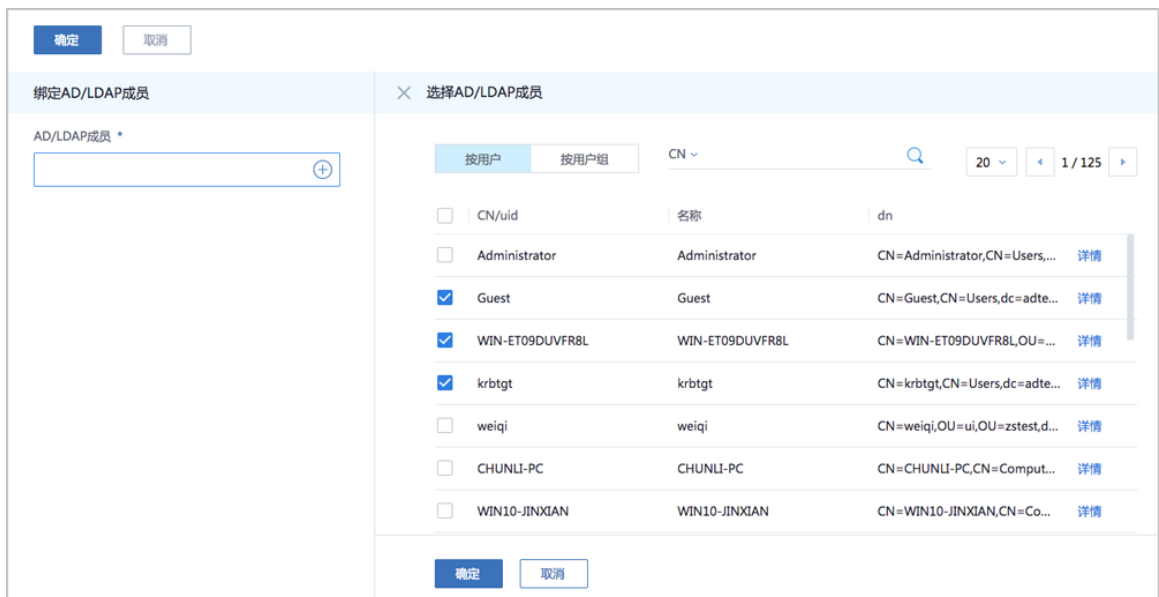 确定 取消
绑定AD/LDAP成员
AD/LDAP成员 *
选择AD/LDAP成员
按用户 按用户组 CN 20 1 / 125
CN/uid 名称 dn
Administrator Administrator CN=Administrator,CN=Users,... 详情
Guest Guest CN=Guest,CN=Users,dc=adte... 详情
WIN-ET09DUVFR8L WIN-ET09DUVFR8L CN=WIN-ET09DUVFR8L,OU=... 详情
krbtgt krbtgt CN=krbtgt,CN=Users,dc=adte... 详情
weiqi weiqi CN=weiqi,OU=ui,OU=zstest,d... 详情
CHUNLI-PC CHUNLI-PC CN=CHUNLI-PC,CN=Comput... 详情
WIN10-JINXIAN WIN10-JINXIAN CN=WIN10-JINXIAN,CN=Co... 详情
确定 取消